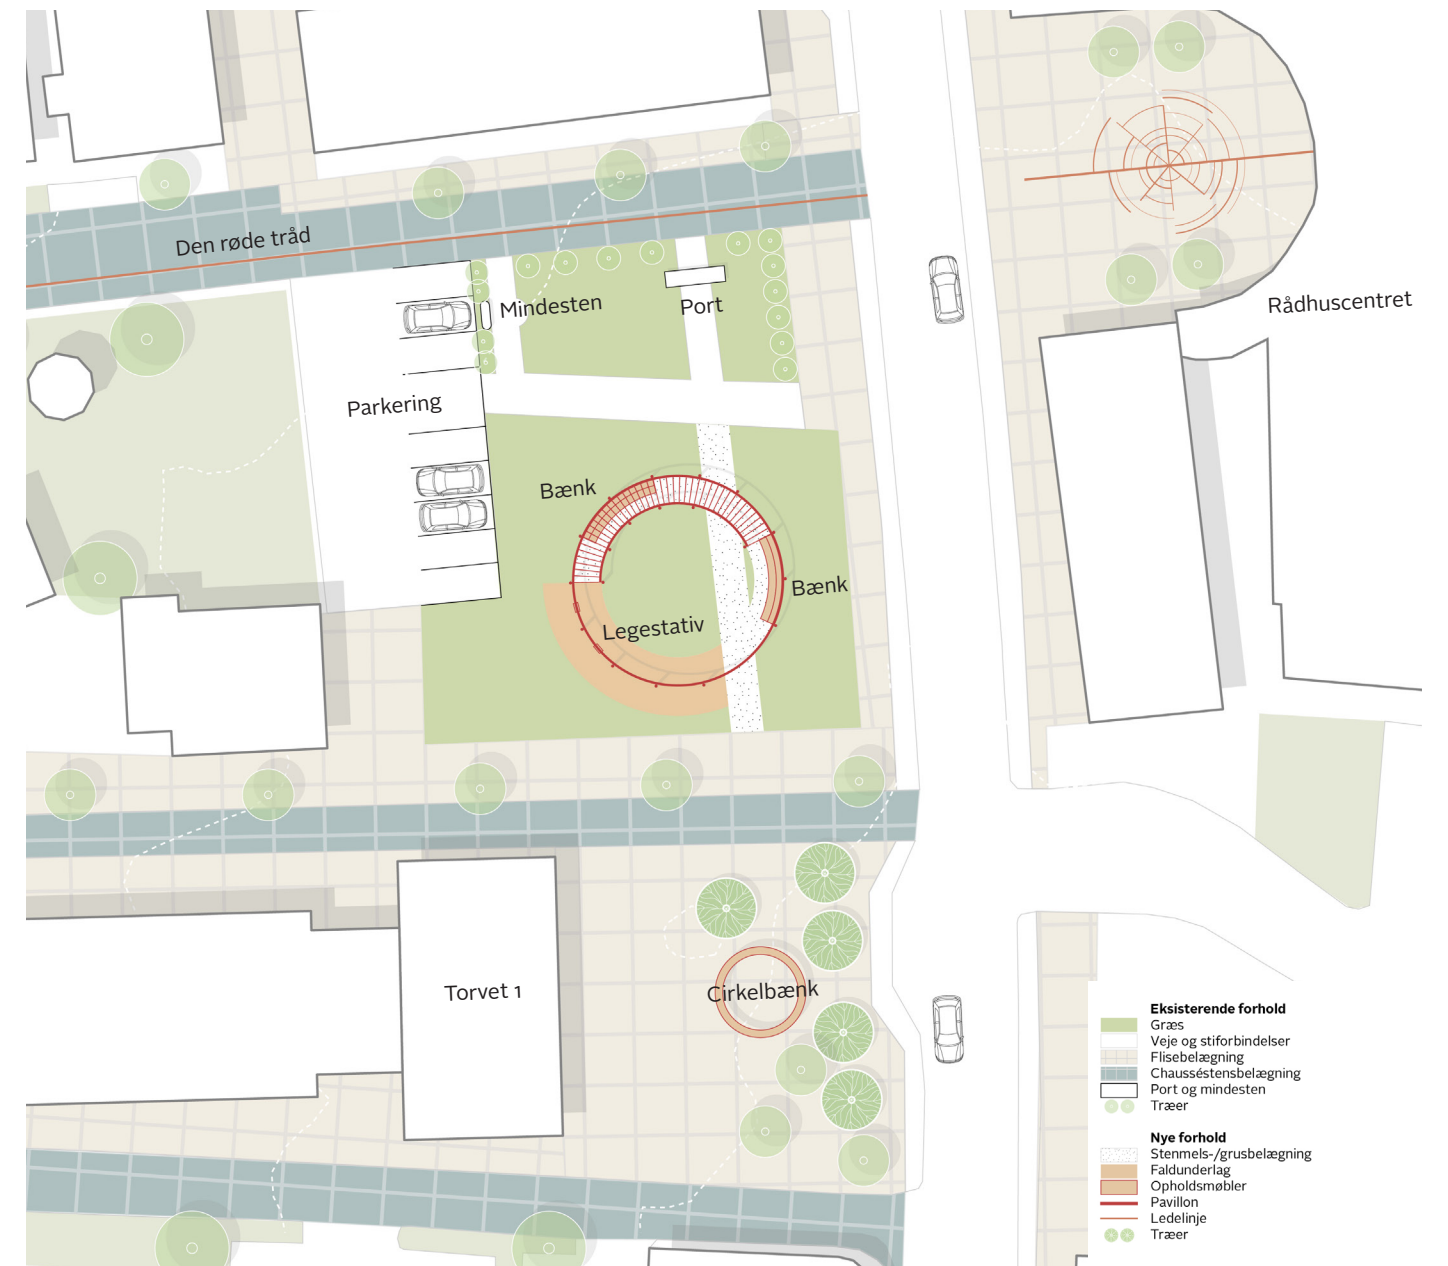 Den røde tråd
Mindesten
Port
Rådhuscentret
Parkering
Bænk
Bænk
Legestativ
Torvet 1
Cirkelbænk
Eksisterende forhold
Græs
Veje og stiforbindelser
Flisebelægning
Chausséstensbelægning
Port og mindesten
Træer
Nye forhold
Stenmels-/grusbelægning
Faldunderlag
Opholdsmøbler
Pavillon
Ledelinje
Træer